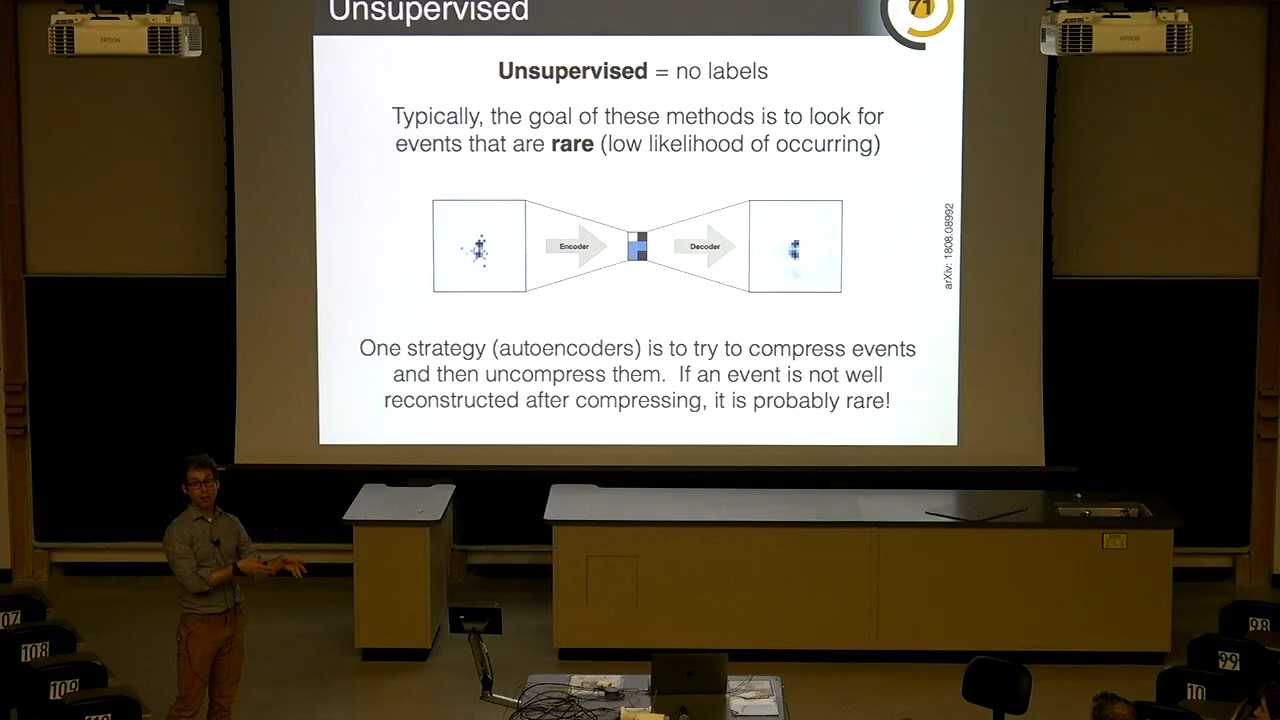 Unsupervised
71
EPSON
EPSON
Unsupervised = no labels
Typically, the goal of these methods is to look for
events that are rare (low likelihood of occurring)
Encoder
Decoder
arXiv: 1808.08992
One strategy (autoencoders) is to try to compress events
and then uncompress them. If an event is not well
reconstructed after compressing, it is probably rare!
07
108
109
98
99
10